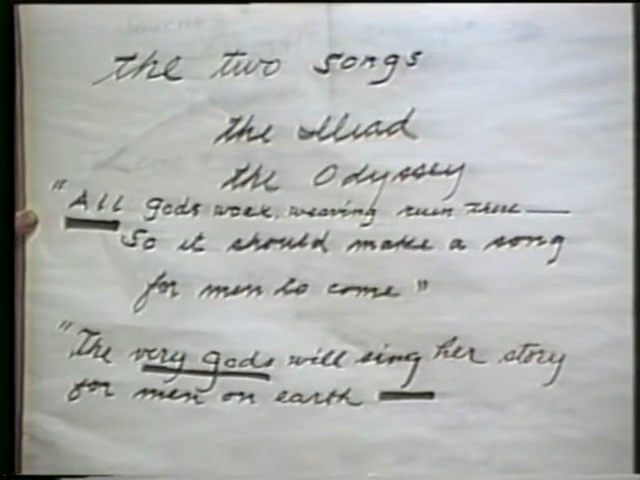 the two songs
the Iliad
the Odyssey
"All gods work, weaving ruin there —
So it should make a song
for men to come"
"The very gods will sing her story
for men on earth —